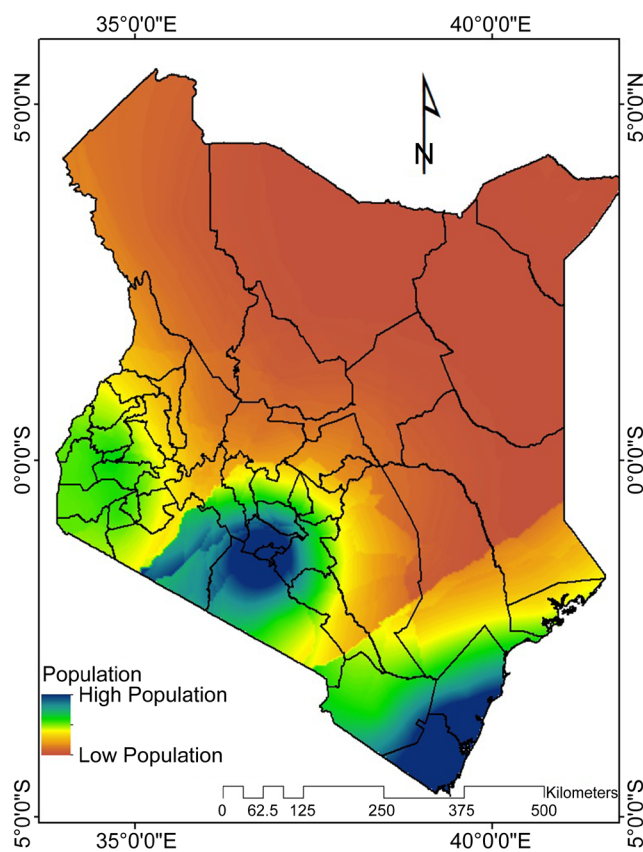 35°0'0"E 40°0'0"E
5°0'0"N 5°0'0"N
N
0°0'0"S 0°0'0"S
Population
High Population
Low Population
Kilometers
0 62.5 125 250 375 500
5°0'0"S 5°0'0"S
35°0'0"E 40°0'0"E